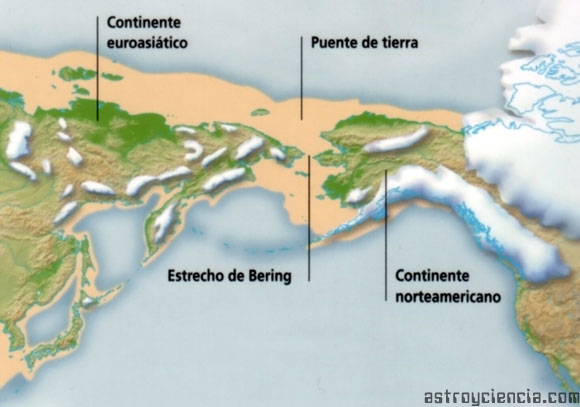 Continente
euroasiático
Puente de tierra
Estrecho de Bering
Continente
norteamericano
astroyciencia.com